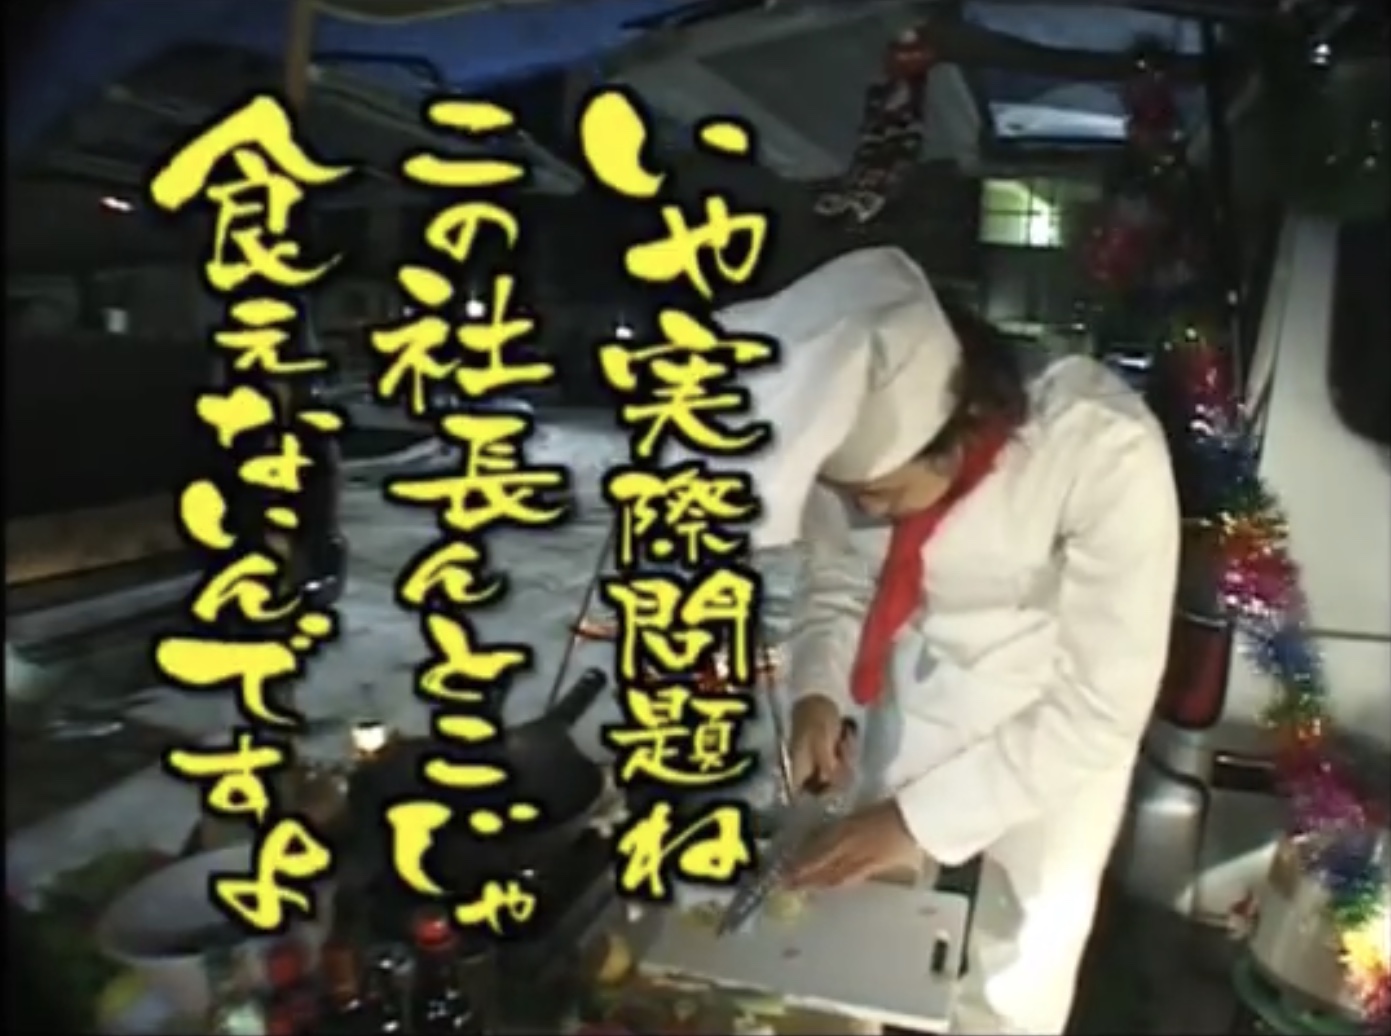 いや実際問題ね
この社長んとこじゃ
食えないんですよ